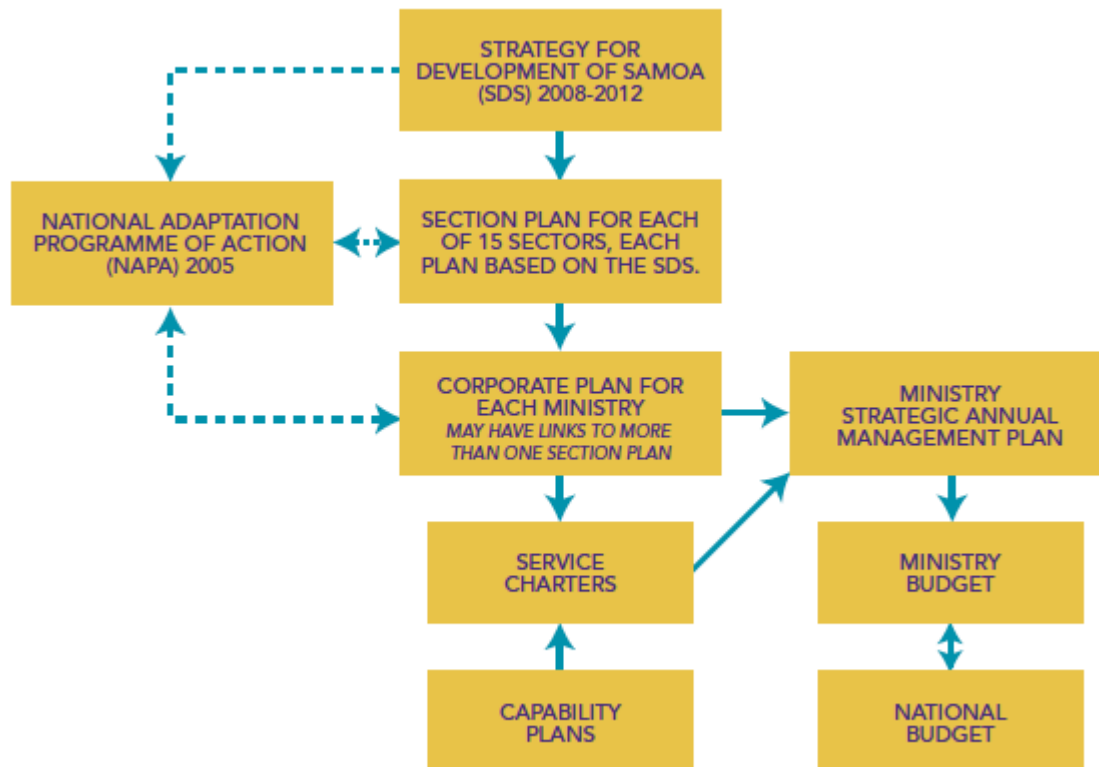 STRATEGY FOR
DEVELOPMENT OF SAMOA
(SDS) 2008-2012
NATIONAL ADAPTATION
PROGRAMME OF ACTION
(NAPA) 2005
SECTION PLAN FOR EACH
OF 15 SECTORS, EACH
PLAN BASED ON THE SDS.
CORPORATE PLAN FOR
EACH MINISTRY
MAY HAVE LINKS TO MORE
THAN ONE SECTION PLAN
MINISTRY
STRATEGIC ANNUAL
MANAGEMENT PLAN
SERVICE
CHARTERS
MINISTRY
BUDGET
CAPABILITY
PLANS
NATIONAL
BUDGET